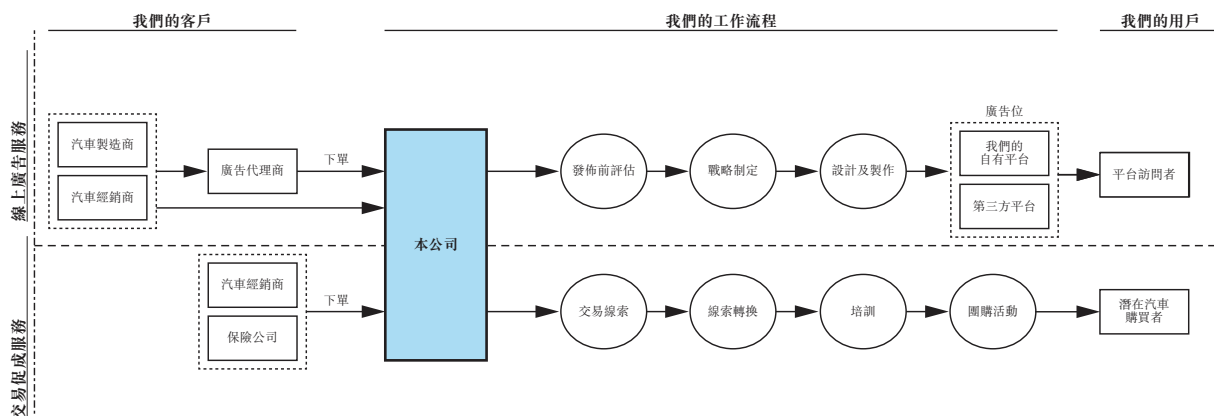 我們的客戶
我們的工作流程
我們的用戶
線上廣告服務
汽車製造商
汽車經銷商
廣告代理商
下單
本公司
發佈前評估
戰略制定
設計及製作
廣告位
我們的
自有平台
第三方平台
平台訪問者
交易促成服務
汽車經銷商
保險公司
下單
交易線索
線索轉換
培訓
團購活動
潛在汽車
購買者